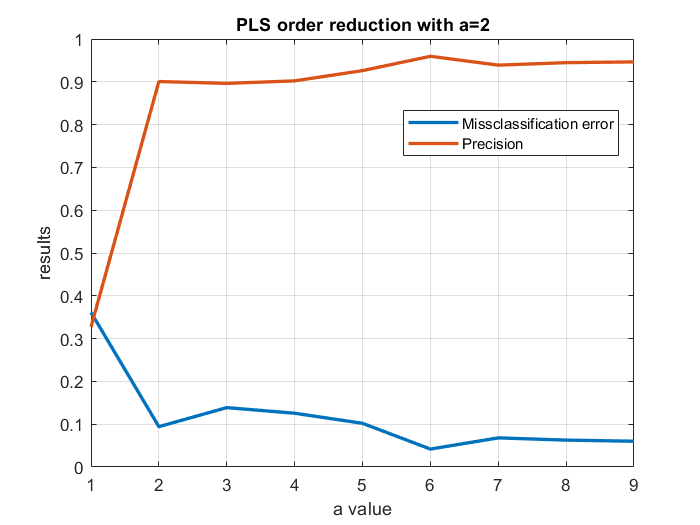 PLS order reduction with a=2
1
0.9
0.8
0.7
0.6
0.5
0.4
0.3
0.2
0.1
0
results
Missclassification error
Precision
1 2 3 4 5 6 7 8 9
a value